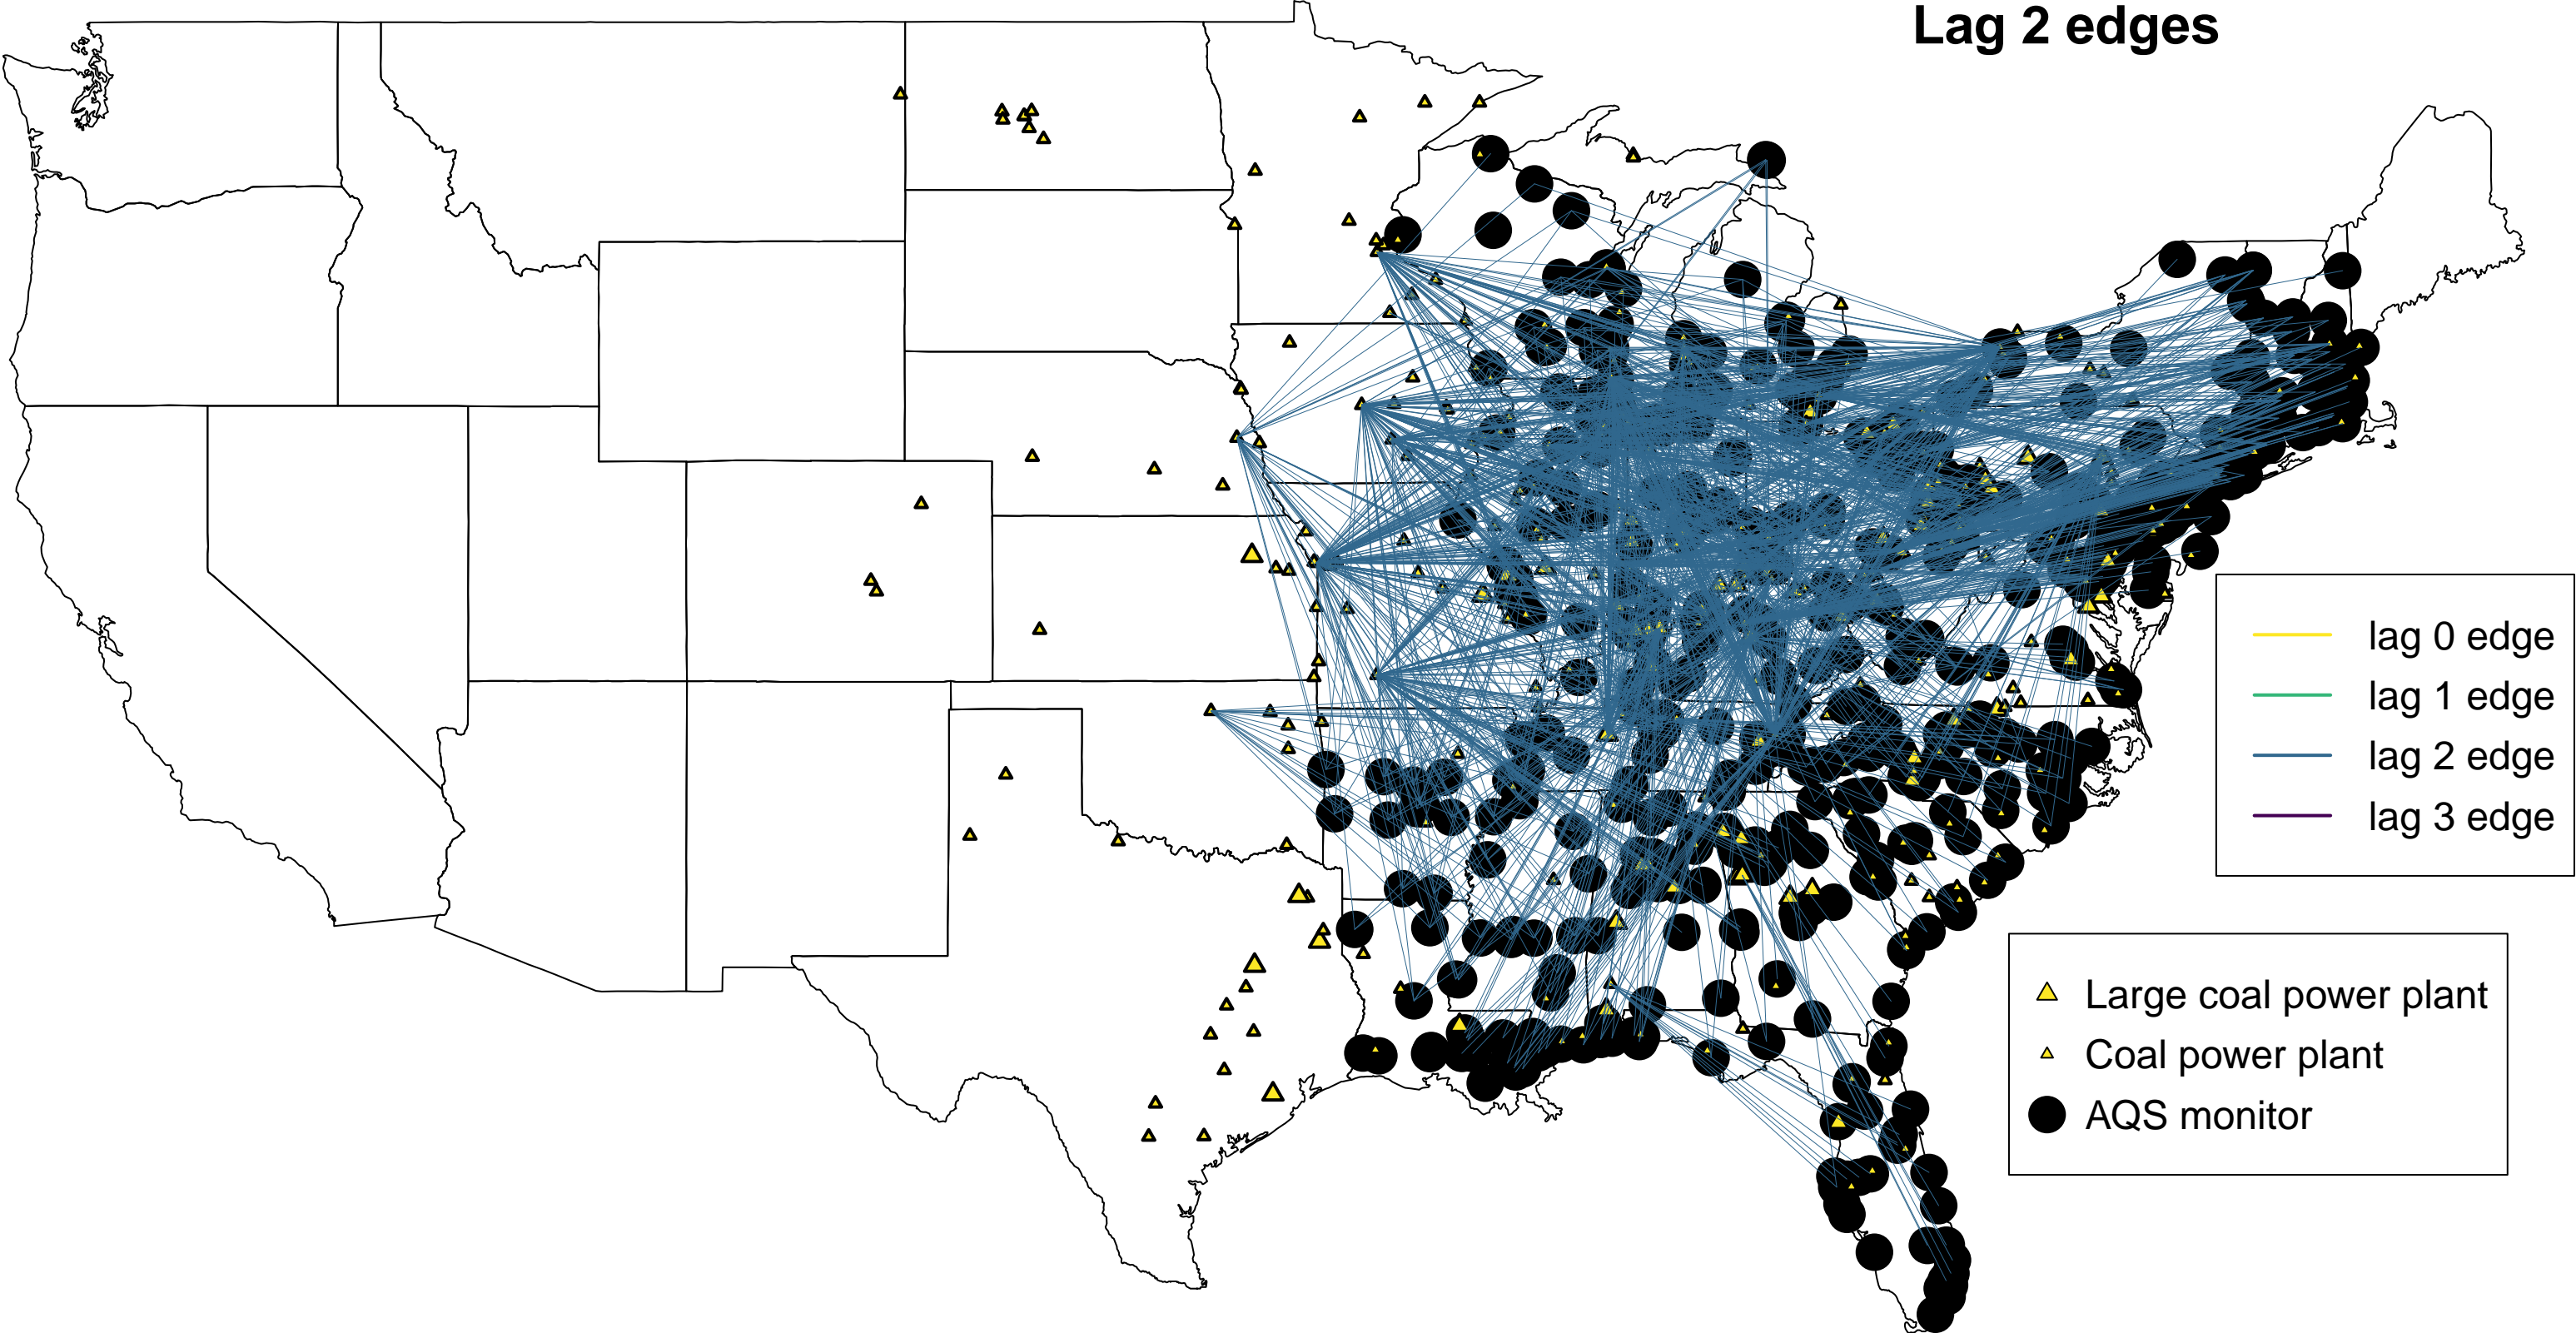 Lag 2 edges
lag 0 edge
lag 1 edge
lag 2 edge
lag 3 edge
Large coal power plant
Coal power plant
AQS monitor